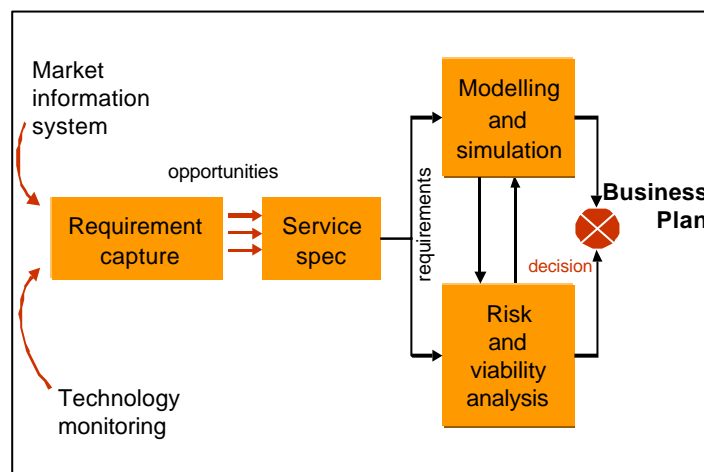 Market
information
system
opportunities
Requirement
capture
Service
spec
requirements
Modelling
and
simulation
Business
Plan
decision
Risk
and
viability
analysis
Technology
monitoring